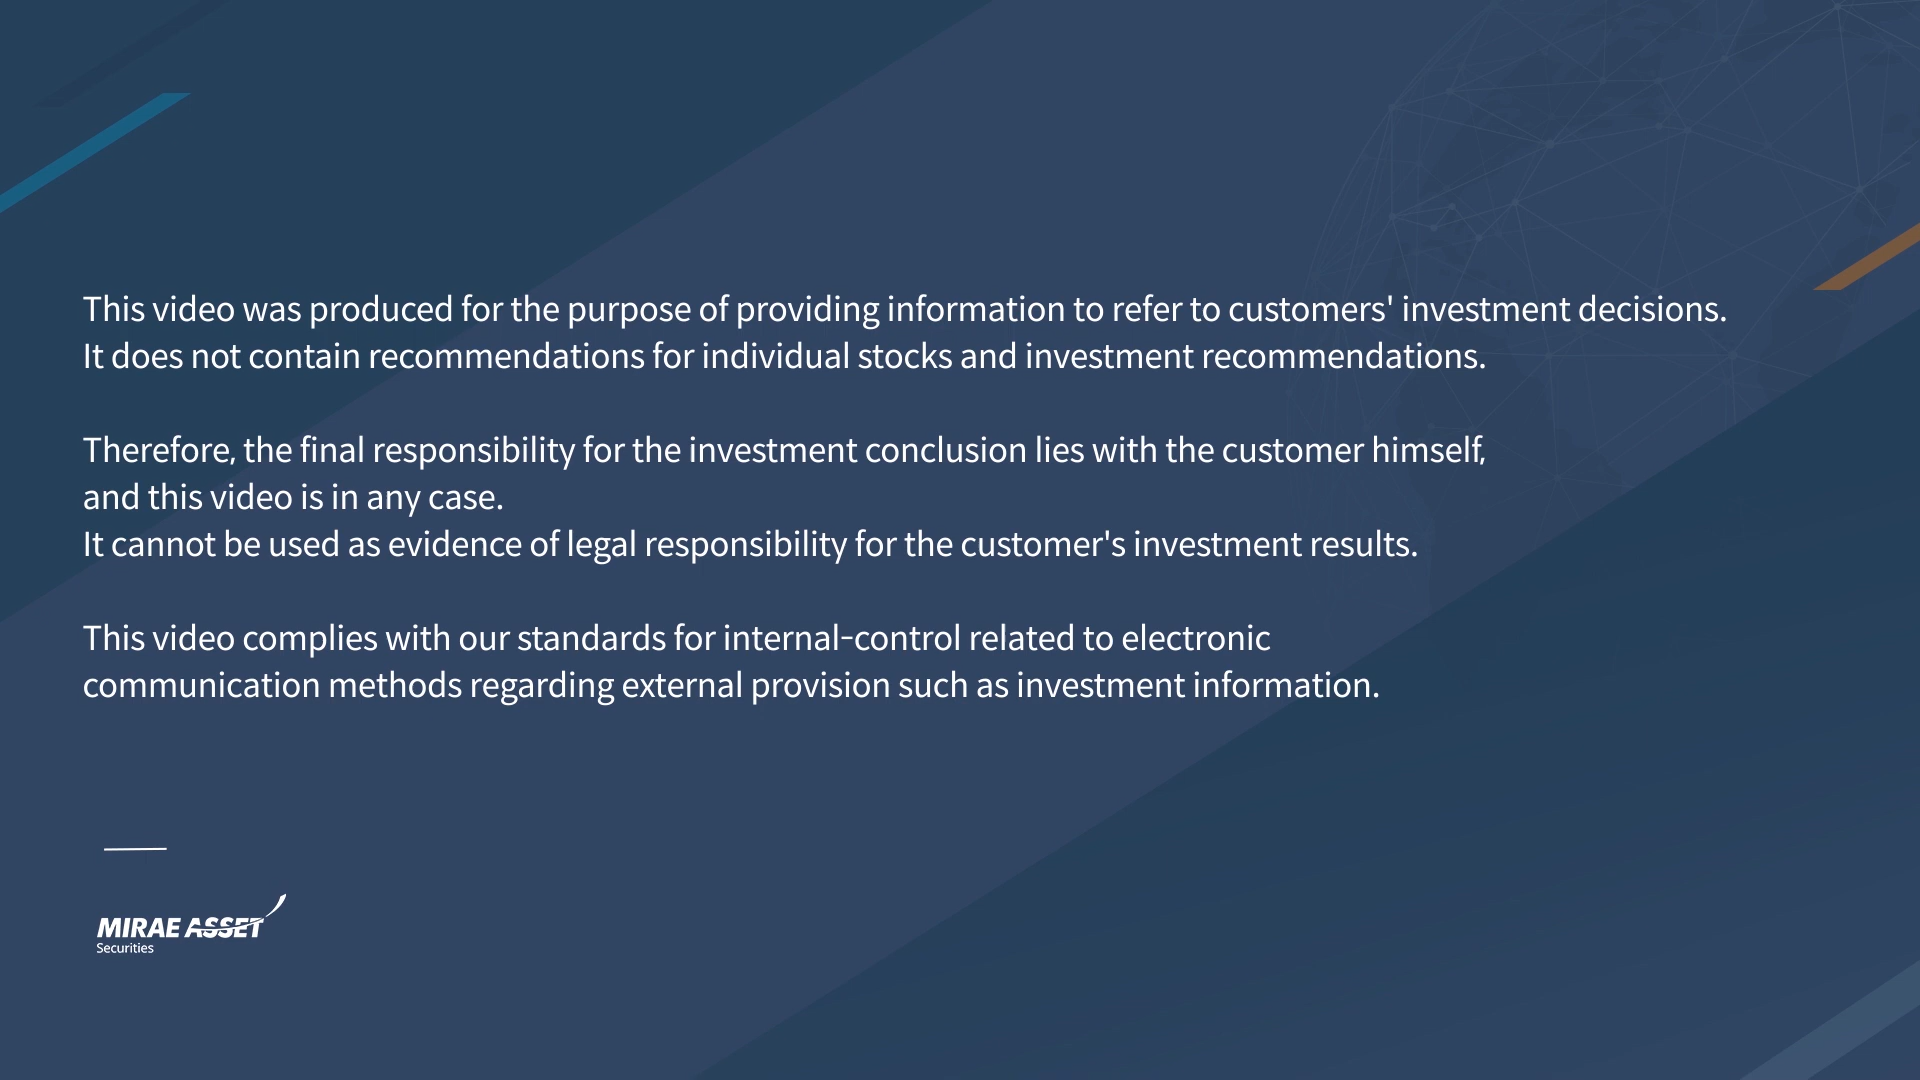 This video was produced for the purpose of providing information to refer to customers' investment decisions.
It does not contain recommendations for individual stocks and investment recommendations.
Therefore, the final responsibility for the investment conclusion lies with the customer himself,
and this video is in any case.
It cannot be used as evidence of legal responsibility for the customer's investment results.
This video complies with our standards for internal-control related to electronic
communication methods regarding external provision such as investment information.
MIRAE ASSET
Securities